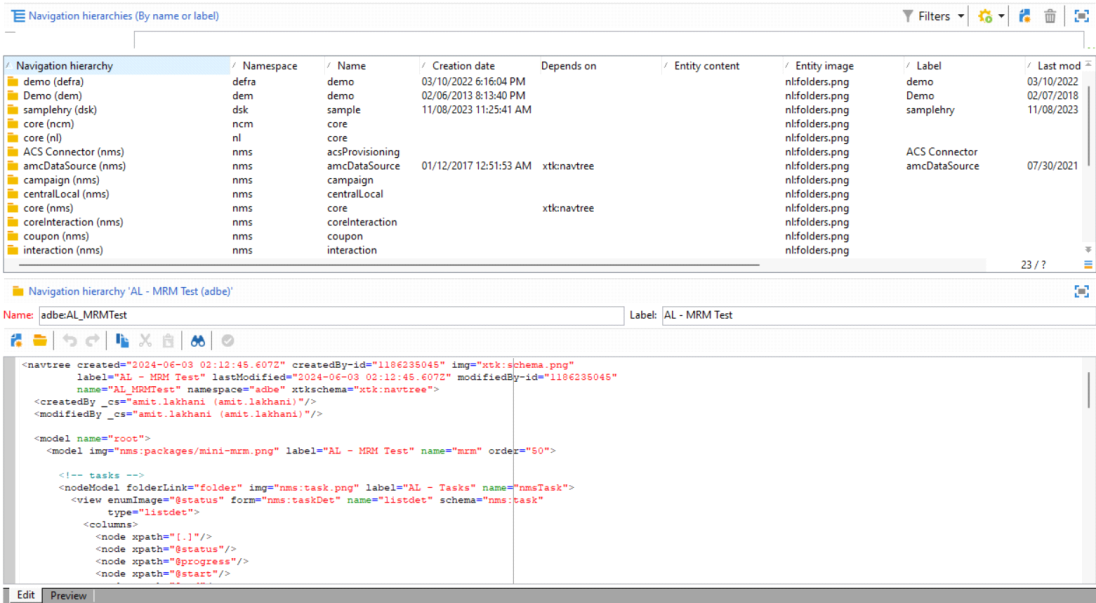 Navigation hierarchies (By name or label) Filters
Navigation hierarchy Namespace Name Creation date Depends on Entity content Entity image Label Last mod
demo (defra) defra demo 03/10/2022 6:16:04 PM nl:folders.png demo 03/10/2022
Demo (dem) dem demo 02/06/2013 8:13:40 PM nl:folders.png Demo 02/07/2018
samplehry (dsk) dsk sample 11/08/2023 11:25:41 AM nl:folders.png samplehry 11/08/2023
core (ncm) ncm core nl:folders.png
core (nl) nl core nl:folders.png
ACS Connector (nms) nms acsProvisioning nl:folders.png ACS Connector
amcDataSource (nms) nms amcDataSource 01/12/2017 12:51:53 AM xtk:navtree nl:folders.png amcDataSource 07/30/2021
campaign (nms) nms campaign nl:folders.png
centralLocal (nms) nms centralLocal nl:folders.png
core (nms) nms core xtk:navtree nl:folders.png
coreInteraction (nms) nms coreInteraction nl:folders.png
coupon (nms) nms coupon nl:folders.png
interaction (nms) nms interaction nl:folders.png
23 / ?
Navigation hierarchy 'AL - MRM Test (adbe)'
Name: adbe:AL_MRMTest Label: AL - MRM Test
<navtree created="2024-06-03 02:12:45.607Z" createdBy-id="1186235045" img="xtk:schema.png"
label="AL - MRM Test" lastModified="2024-06-03 02:12:45.607Z" modifiedBy-id="1186235045"
name="AL_MRMTest" namespace="adbe" xtkschema="xtk:navtree">
<createdBy _cs="amit.lakhani (amit.lakhani)"/>
<modifiedBy _cs="amit.lakhani (amit.lakhani)"/>
<model name="root">
<model img="nms:packages/mini-mrm.png" label="AL - MRM Test" name="mrm" order="50">
<!-- tasks -->
<nodeModel folderLink="folder" img="nms:task.png" label="AL - Tasks" name="nmsTask">
<view enumImage="@status" form="nms:taskDet" name="listdet" schema="nms:task"
type="listdet">
<columns>
<node xpath="[.]"/>
<node xpath="@status"/>
<node xpath="@progress"/>
<node xpath="@start"/>
Edit Preview